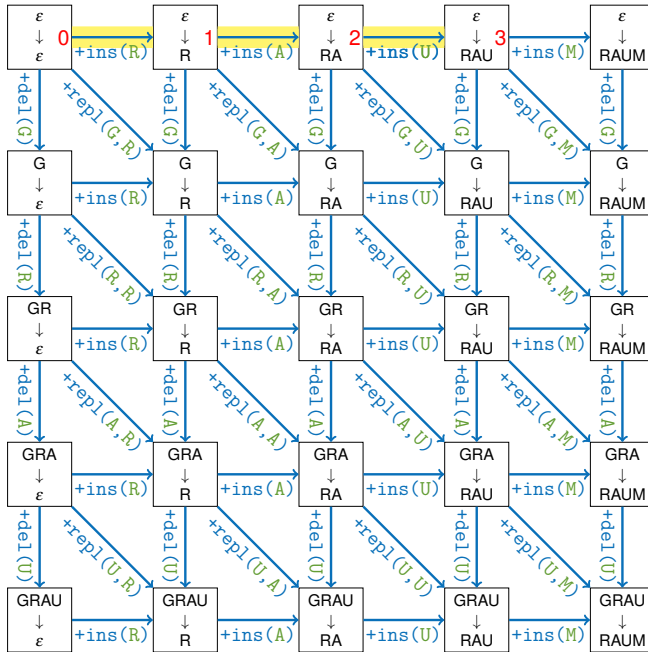 ε ε ε ε ε
↓ 0 ↓ 1 ↓ 2 ↓ 3 ↓
ε +ins(R) R +ins(A) RA +ins(U) RAU +ins(M) RAUM
+del(G) +repl(G,R) +del(G) +repl(G,A) +del(G) +repl(G,U) +del(G) +repl(G,M) +del(G)
G G G G G
↓ ↓ ↓ ↓ ↓
ε +ins(R) R +ins(A) RA +ins(U) RAU +ins(M) RAUM
+del(R) +repl(R,R) +del(R) +repl(R,A) +del(R) +repl(R,U) +del(R) +repl(R,M) +del(R)
GR GR GR GR GR
↓ ↓ ↓ ↓ ↓
ε +ins(R) R +ins(A) RA +ins(U) RAU +ins(M) RAUM
+del(A) +repl(A,R) +del(A) +repl(A,A) +del(A) +repl(A,U) +del(A) +repl(A,M) +del(A)
GRA GRA GRA GRA GRA
↓ ↓ ↓ ↓ ↓
ε +ins(R) R +ins(A) RA +ins(U) RAU +ins(M) RAUM
+del(U) +repl(U,R) +del(U) +repl(U,A) +del(U) +repl(U,U) +del(U) +repl(U,M) +del(U)
GRAU GRAU GRAU GRAU GRAU
↓ ↓ ↓ ↓ ↓
ε +ins(R) R +ins(A) RA +ins(U) RAU +ins(M) RAUM